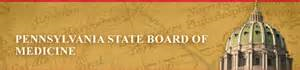 PENNSYLVANIA STATE BOARD OF
MEDICINE